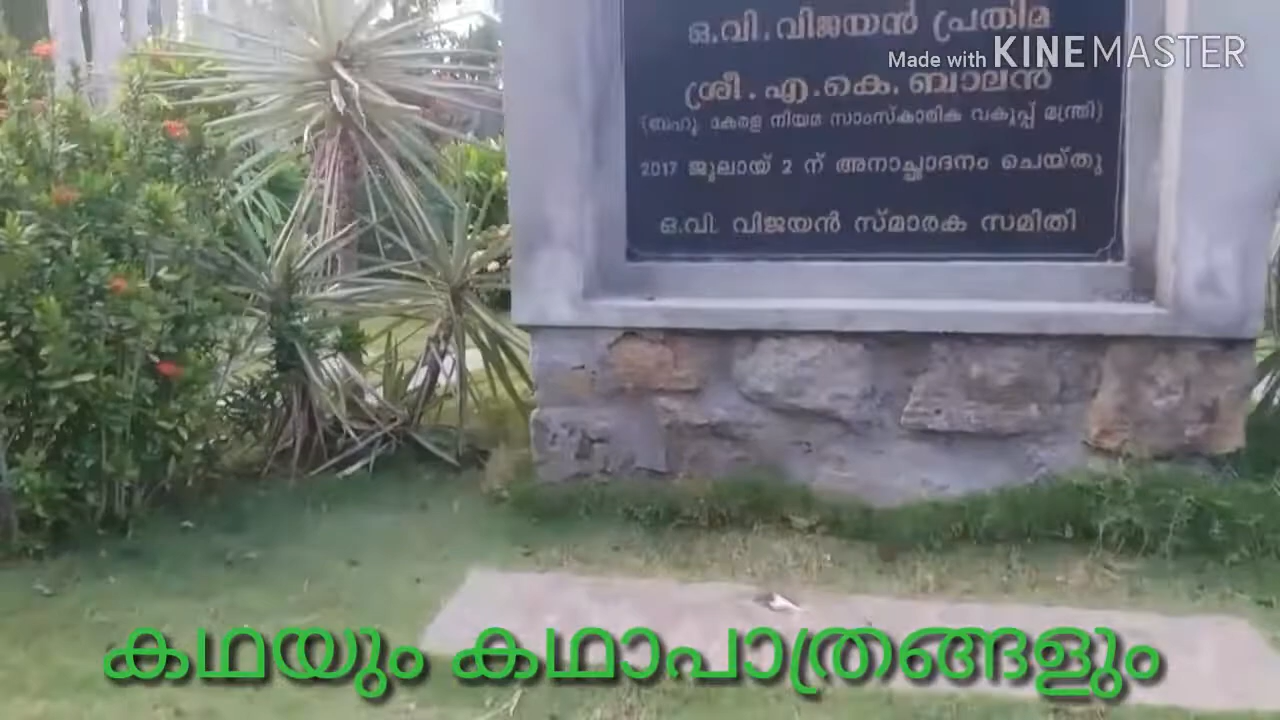 ഒ.വി.വിജയൻ പ്രതിമ
Made with KINEMASTER
ശ്രീ.എ.കെ.ബാലൻ
(ബഹു. കേരള നിയമ സാംസ്കാരിക വകുപ്പ് മന്ത്രി)
2017 ജൂലായ് 2 ന് അനാച്ഛാദനം ചെയ്തു
ഒ.വി. വിജയൻ സ്മാരക സമിതി
കഥയും കഥാപാത്രങ്ങളും